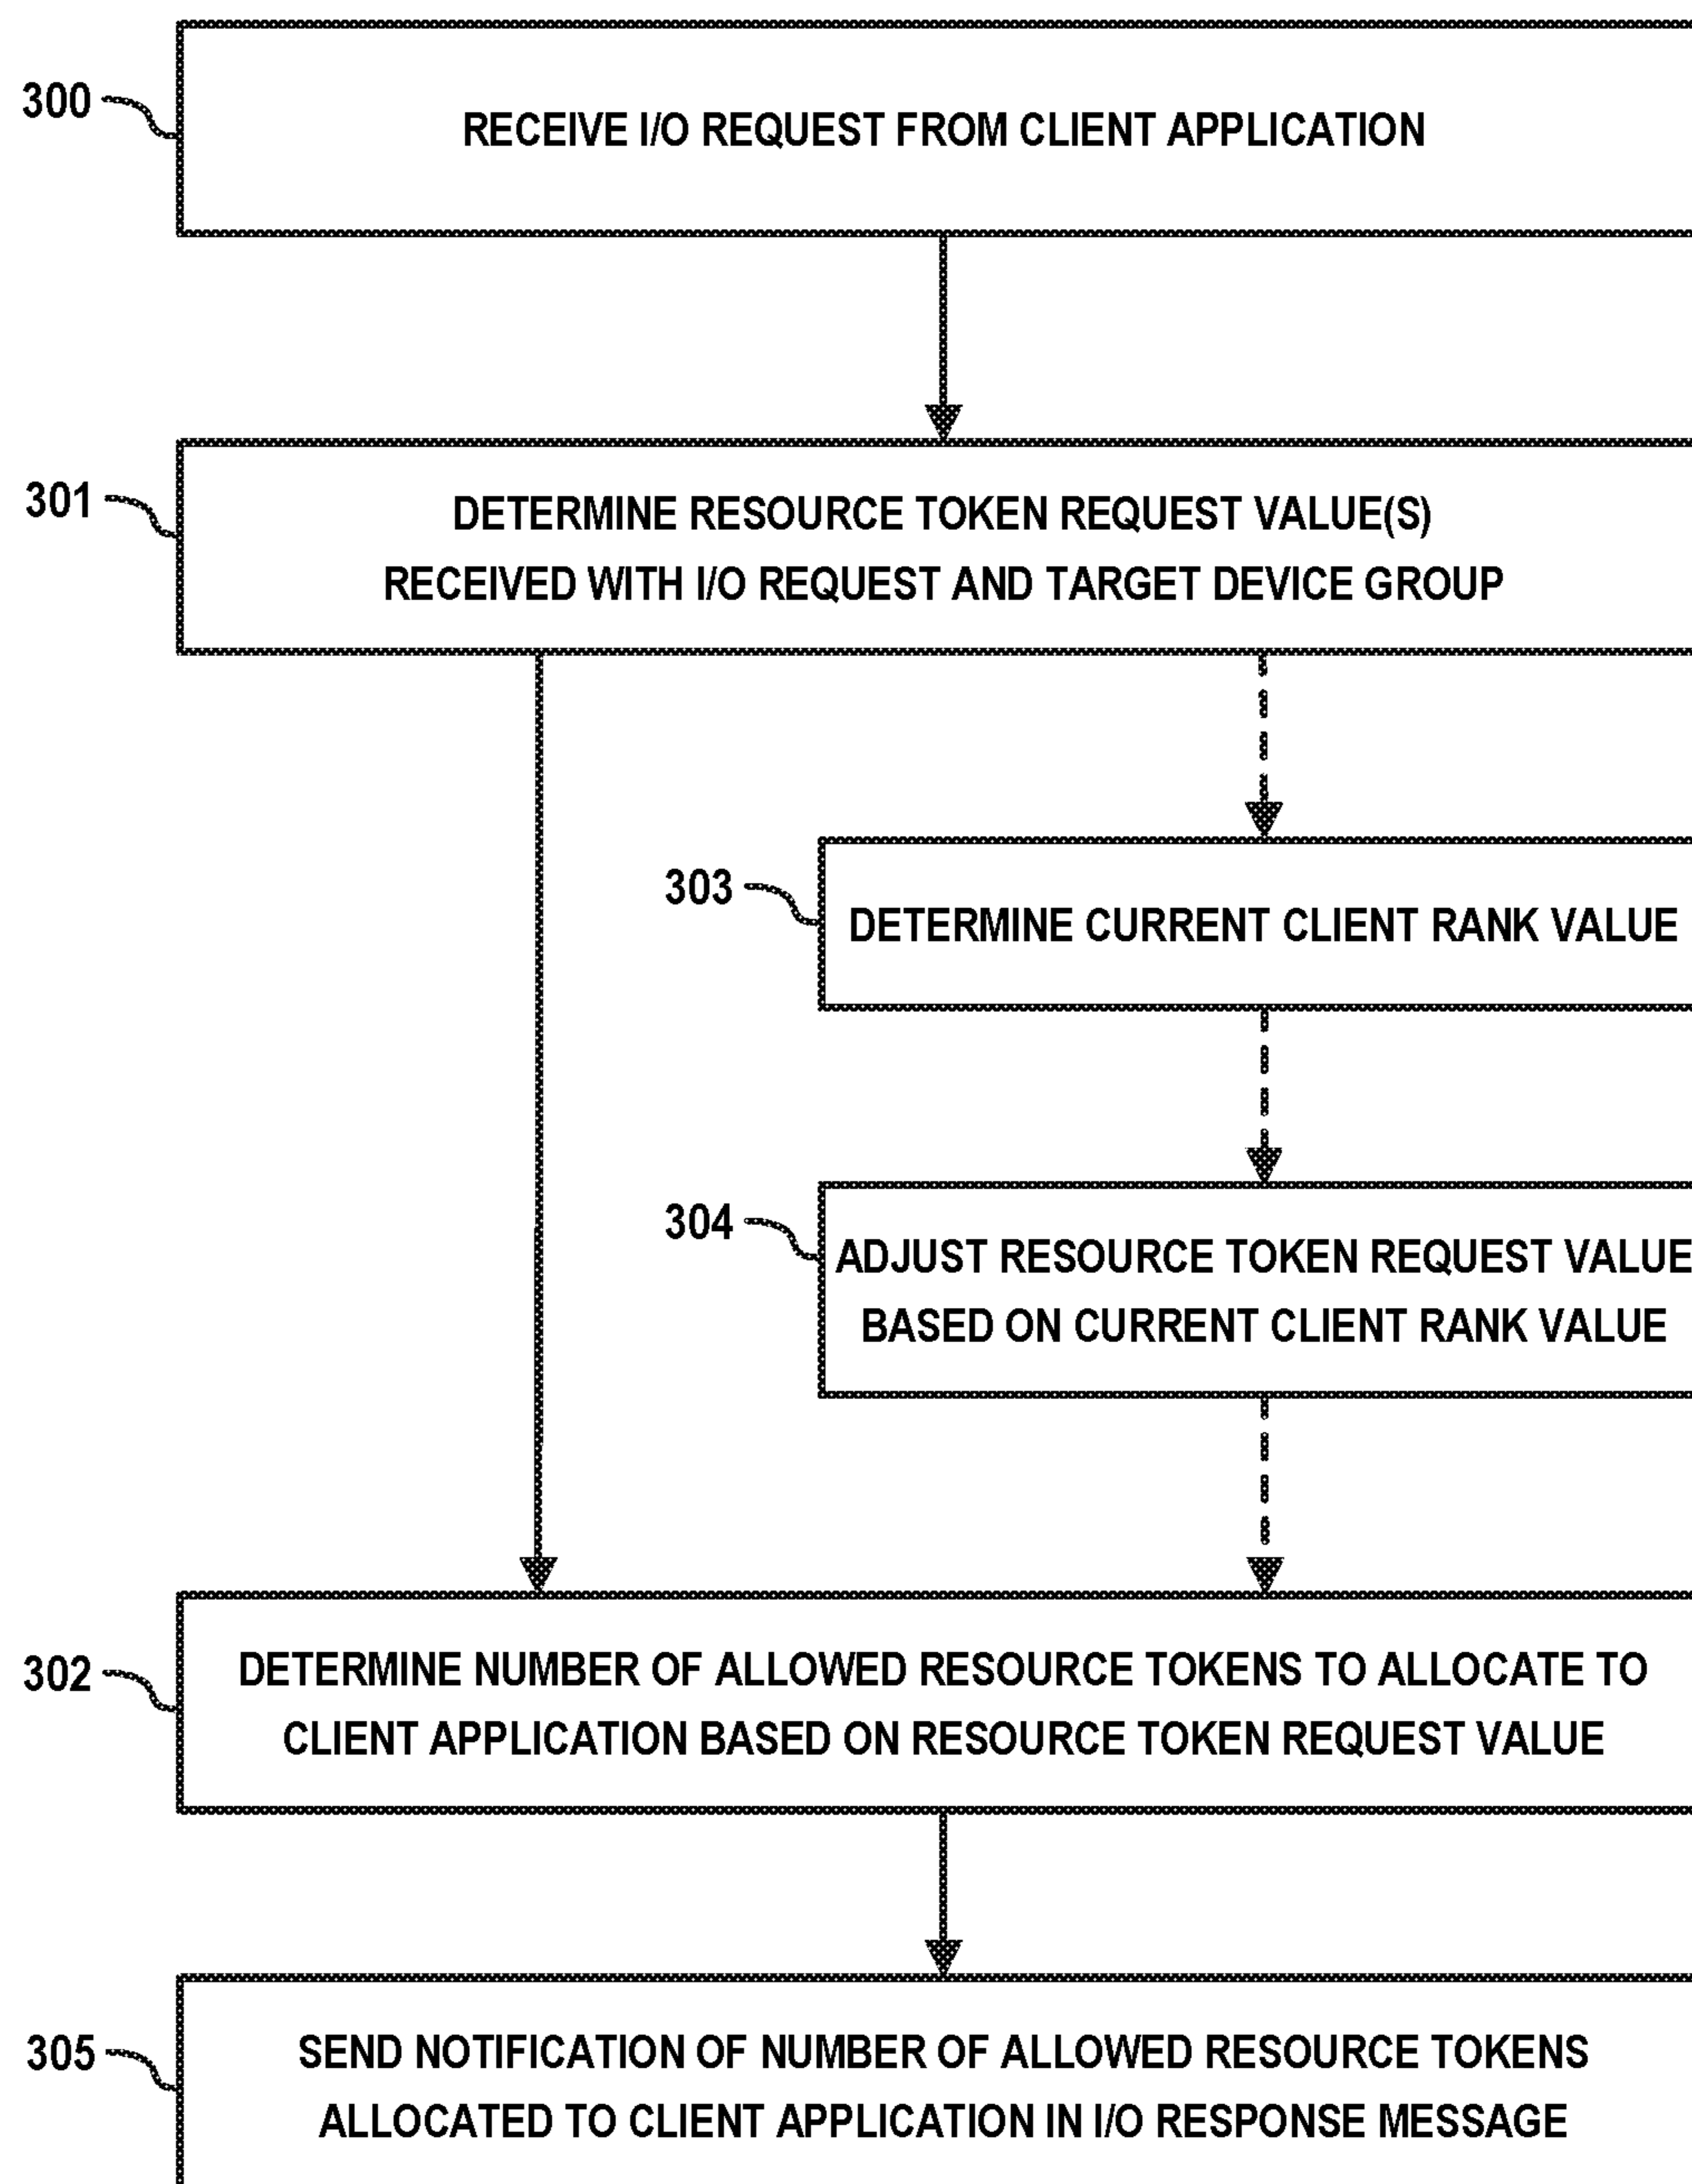 300
RECEIVE I/O REQUEST FROM CLIENT APPLICATION
301
DETERMINE RESOURCE TOKEN REQUEST VALUE(S)
RECEIVED WITH I/O REQUEST AND TARGET DEVICE GROUP
303
DETERMINE CURRENT CLIENT RANK VALUE
304
ADJUST RESOURCE TOKEN REQUEST VALUE
BASED ON CURRENT CLIENT RANK VALUE
302
DETERMINE NUMBER OF ALLOWED RESOURCE TOKENS TO ALLOCATE TO
CLIENT APPLICATION BASED ON RESOURCE TOKEN REQUEST VALUE
305
SEND NOTIFICATION OF NUMBER OF ALLOWED RESOURCE TOKENS
ALLOCATED TO CLIENT APPLICATION IN I/O RESPONSE MESSAGE